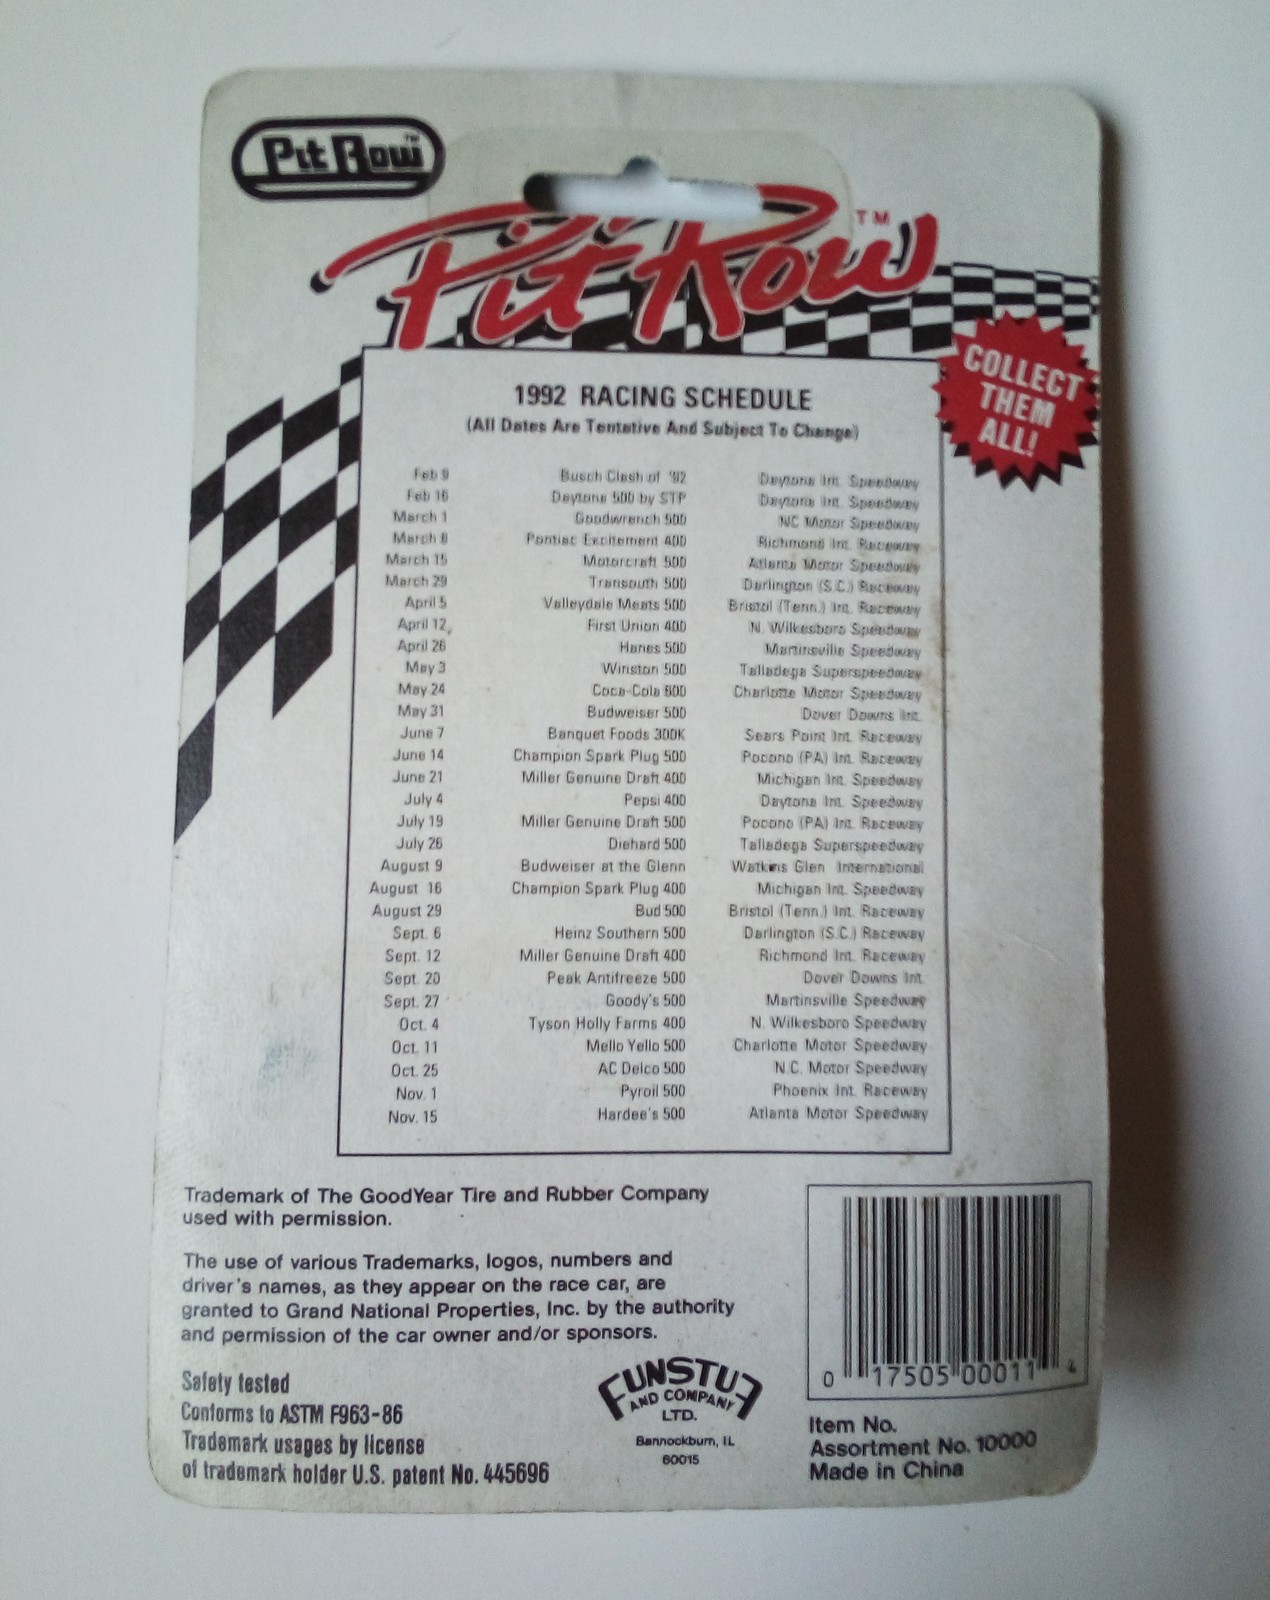 Pit Row™
Pit Row™
COLLECT
THEM
ALL!
1992 RACING SCHEDULE
(All Dates Are Tentative And Subject To Change)
Feb 9 Busch Clash of '92 Daytona Int. Speedway
Feb 16 Daytona 500 by STP Daytona Int. Speedway
March 1 Goodwrench 500 NC Motor Speedway
March 8 Pontiac Excitement 400 Richmond Int. Raceway
March 15 Motorcraft 500 Atlanta Motor Speedway
March 29 Transouth 500 Darlington (S.C.) Raceway
April 5 Valleydale Meats 500 Bristol (Tenn.) Int. Raceway
April 12, First Union 400 N. Wilkesboro Speedway
April 26 Hanes 500 Martinsville Speedway
May 3 Winston 500 Talladega Superspeedway
May 24 Coca-Cola 600 Charlotte Motor Speedway
May 31 Budweiser 500 Dover Downs Int.
June 7 Banquet Foods 300K Sears Point Int. Raceway
June 14 Champion Spark Plug 500 Pocono (PA) Int. Raceway
June 21 Miller Genuine Draft 400 Michigan Int. Speedway
July 4 Pepsi 400 Daytona Int. Speedway
July 19 Miller Genuine Draft 500 Pocono (PA) Int. Raceway
July 26 Diehard 500 Talladega Superspeedway
August 9 Budweiser at the Glenn Watkins Glen International
August 16 Champion Spark Plug 400 Michigan Int. Speedway
August 29 Bud 500 Bristol (Tenn.) Int. Raceway
Sept. 6 Heinz Southern 500 Darlington (S.C.) Raceway
Sept. 12 Miller Genuine Draft 400 Richmond Int. Raceway
Sept. 20 Peak Antifreeze 500 Dover Downs Int.
Sept. 27 Goody's 500 Martinsville Speedway
Oct. 4 Tyson Holly Farms 400 N. Wilkesboro Speedway
Oct. 11 Mello Yello 500 Charlotte Motor Speedway
Oct. 25 AC Delco 500 N.C. Motor Speedway
Nov. 1 Pyroil 500 Phoenix Int. Raceway
Nov. 15 Hardee's 500 Atlanta Motor Speedway
Trademark of The GoodYear Tire and Rubber Company
used with permission.
The use of various Trademarks, logos, numbers and
driver's names, as they appear on the race car, are
granted to Grand National Properties, Inc. by the authority
and permission of the car owner and/or sponsors.
Safety tested
Conforms to ASTM F963-86
Trademark usages by license
of trademark holder U.S. patent No. 445696
FUNSTUF
AND COMPANY
LTD.
Bannockburn, IL
60015
0 17505 00011 4
Item No.
Assortment No. 10000
Made in China